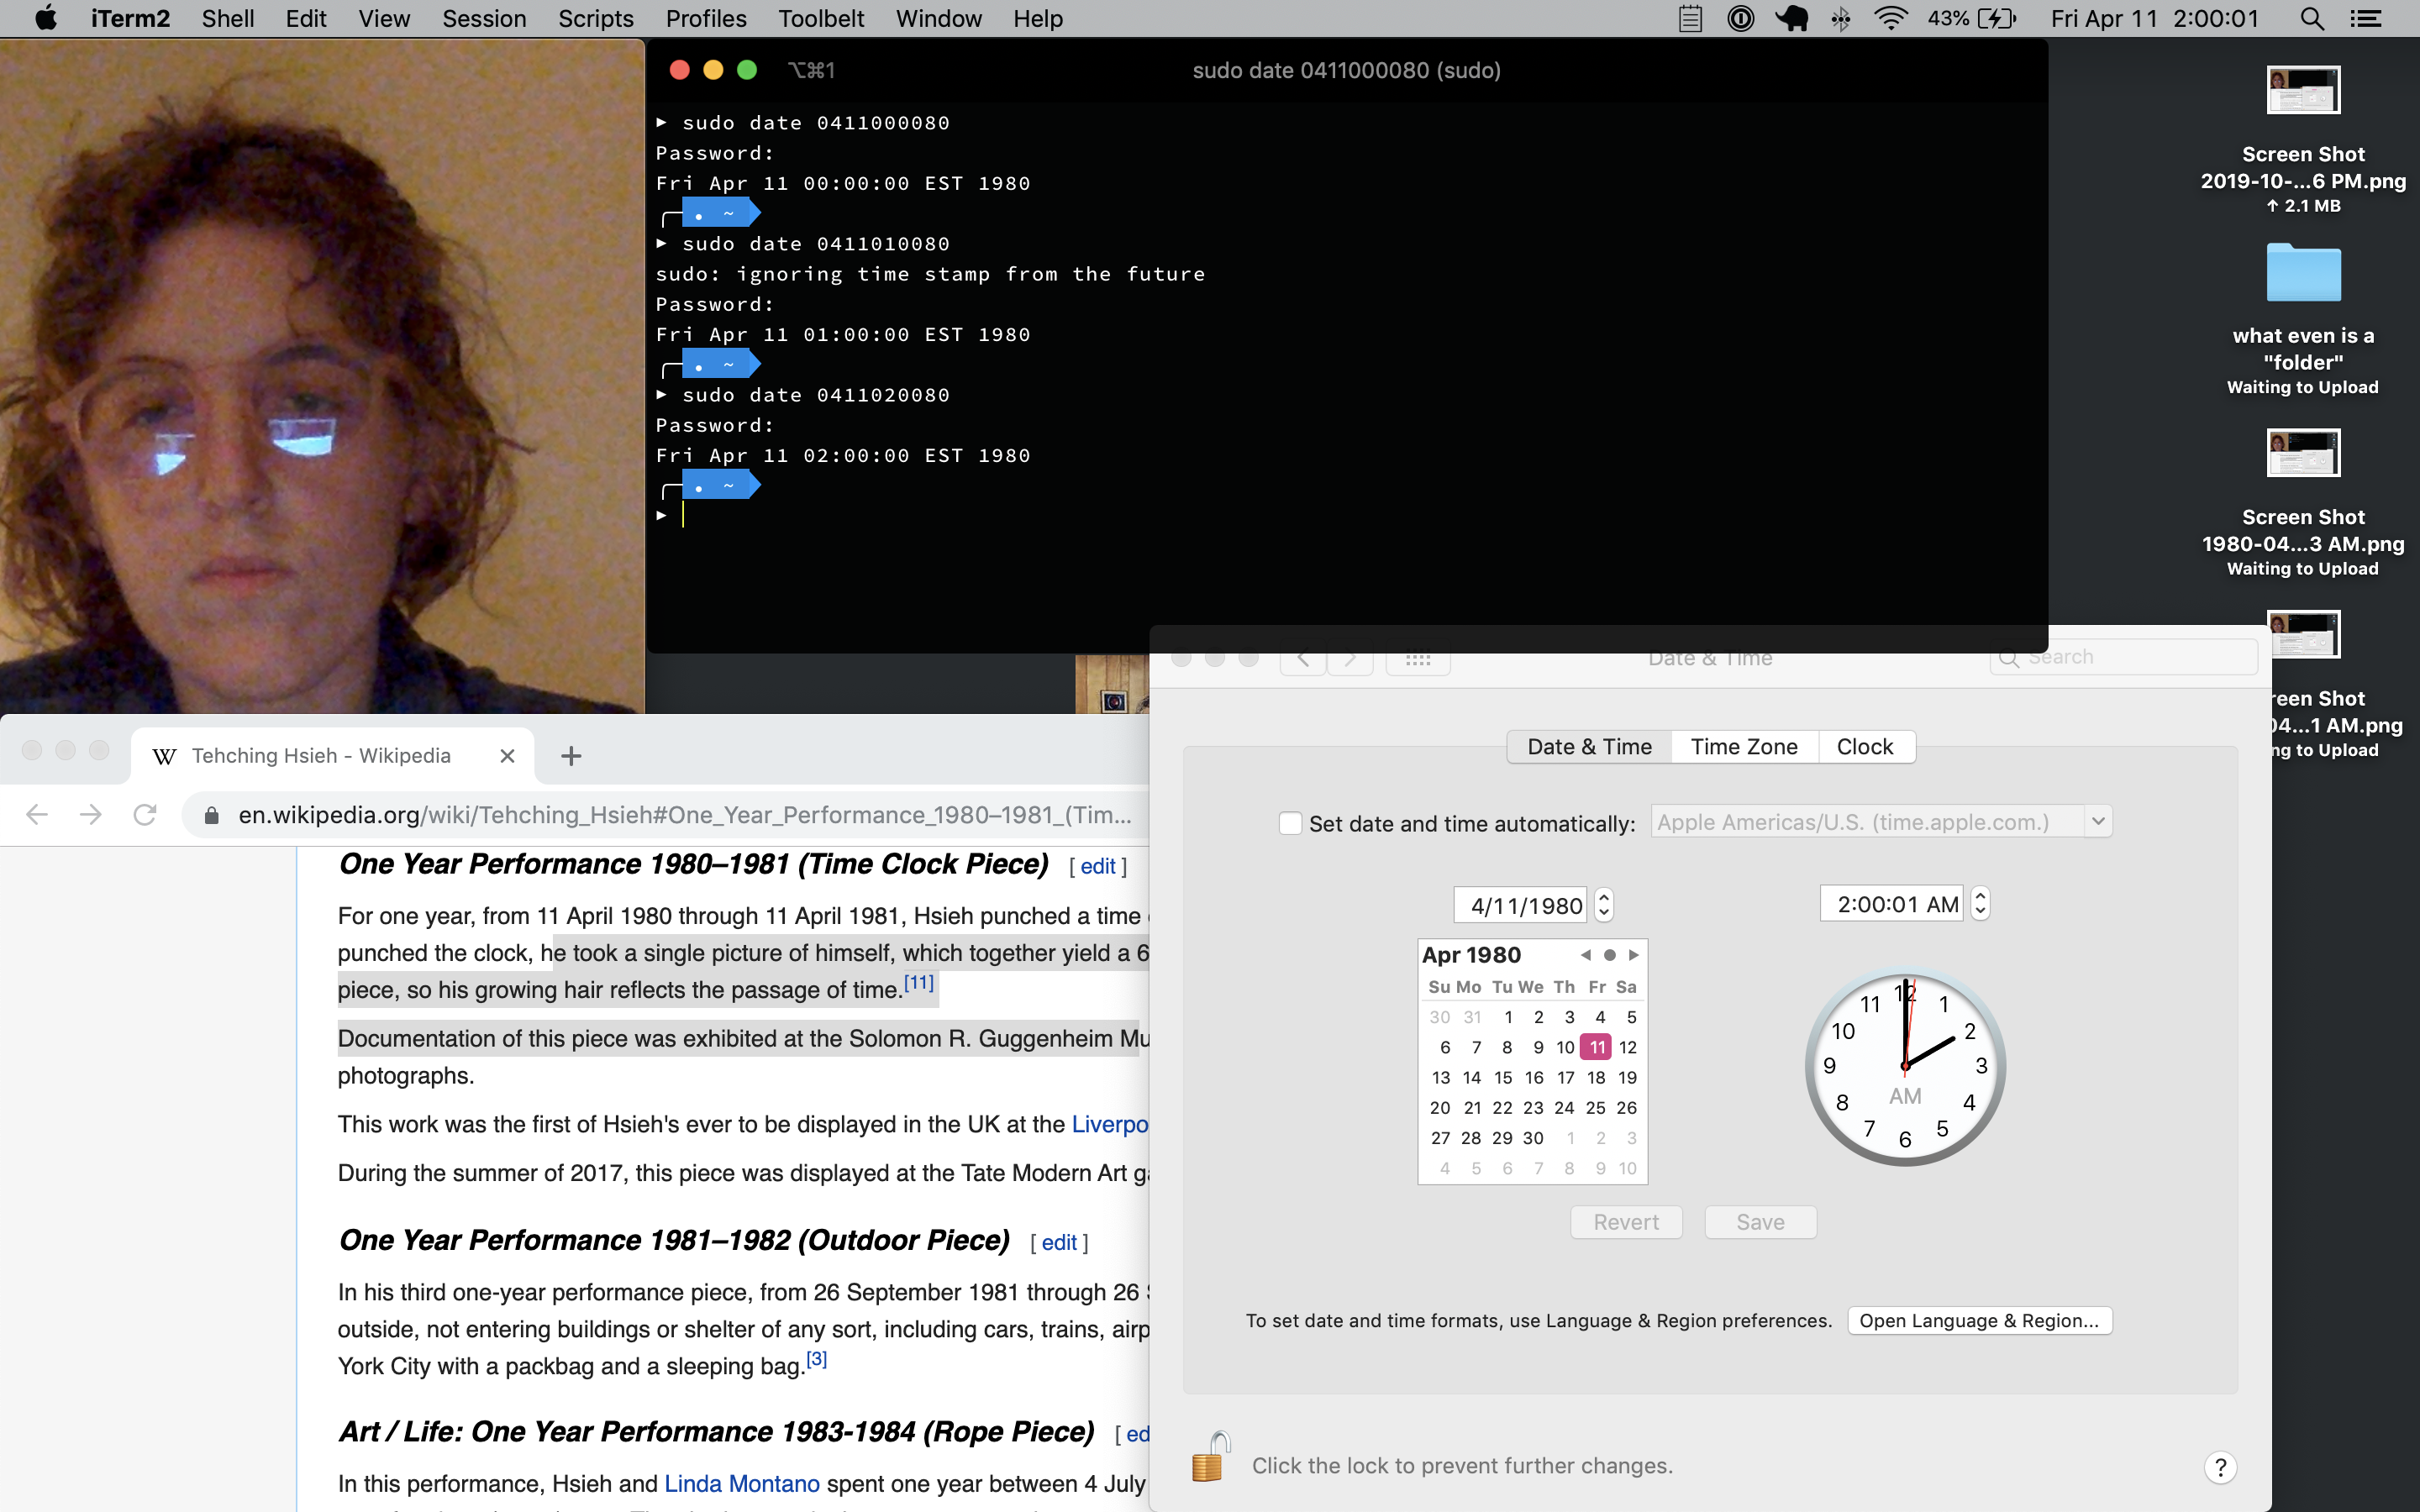 iTerm2 Shell Edit View Session Scripts Profiles Toolbelt Window Help 43% Fri Apr 11 2:00:01
⌥⌘1 sudo date 0411000080 (sudo)
▶ sudo date 0411000080
Password:
Fri Apr 11 00:00:00 EST 1980
. ~
▶ sudo date 0411010080
sudo: ignoring time stamp from the future
Password:
Fri Apr 11 01:00:00 EST 1980
. ~
▶ sudo date 0411020080
Password:
Fri Apr 11 02:00:00 EST 1980
. ~
▶
Screen Shot
2019-10-...6 PM.png
↑ 2.1 MB
what even is a
"folder"
Waiting to Upload
Screen Shot
1980-04...3 AM.png
Waiting to Upload
reen Shot
04...1 AM.png
ng to Upload
W Tehching Hsieh - Wikipedia × +
en.wikipedia.org/wiki/Tehching_Hsieh#One_Year_Performance_1980–1981_(Tim...
One Year Performance 1980–1981 (Time Clock Piece) [ edit ]
For one year, from 11 April 1980 through 11 April 1981, Hsieh punched a time
punched the clock, he took a single picture of himself, which together yield a 6
piece, so his growing hair reflects the passage of time.[11]
Documentation of this piece was exhibited at the Solomon R. Guggenheim Mu
photographs.
This work was the first of Hsieh's ever to be displayed in the UK at the Liverpo
During the summer of 2017, this piece was displayed at the Tate Modern Art ga
One Year Performance 1981–1982 (Outdoor Piece) [ edit ]
In his third one-year performance piece, from 26 September 1981 through 26
outside, not entering buildings or shelter of any sort, including cars, trains, airp
York City with a packbag and a sleeping bag.[3]
Art / Life: One Year Performance 1983-1984 (Rope Piece) [ ed
In this performance, Hsieh and Linda Montano spent one year between 4 July
Date & Time Search
Date & Time Time Zone Clock
Set date and time automatically: Apple Americas/U.S. (time.apple.com.)
4/11/1980 2:00:01 AM
Apr 1980
Su Mo Tu We Th Fr Sa
30 31 1 2 3 4 5
6 7 8 9 10 11 12
13 14 15 16 17 18 19
20 21 22 23 24 25 26
27 28 29 30 1 2 3
4 5 6 7 8 9 10
12 1 2 3 4 5 6 7 8 9 10 11
AM
Revert Save
To set date and time formats, use Language & Region preferences. Open Language & Region...
Click the lock to prevent further changes. ?